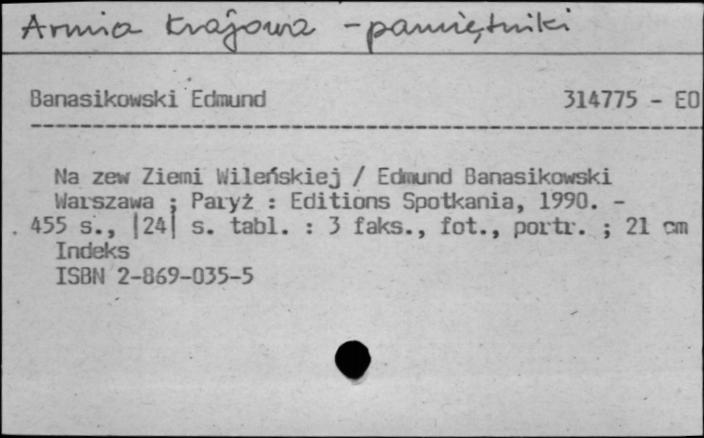 Armia Krajowa - pamiętniki
Banasikowski Edmund 314775 - EO
Na zew Ziemi Wileńskiej / Edmund Banasikowski
Warszawa ; Paryż : Editions Spotkania, 1990. -
455 s., |24| s. tabl. : 3 faks., fot., portr. ; 21 cm
Indeks
ISBN 2-869-035-5